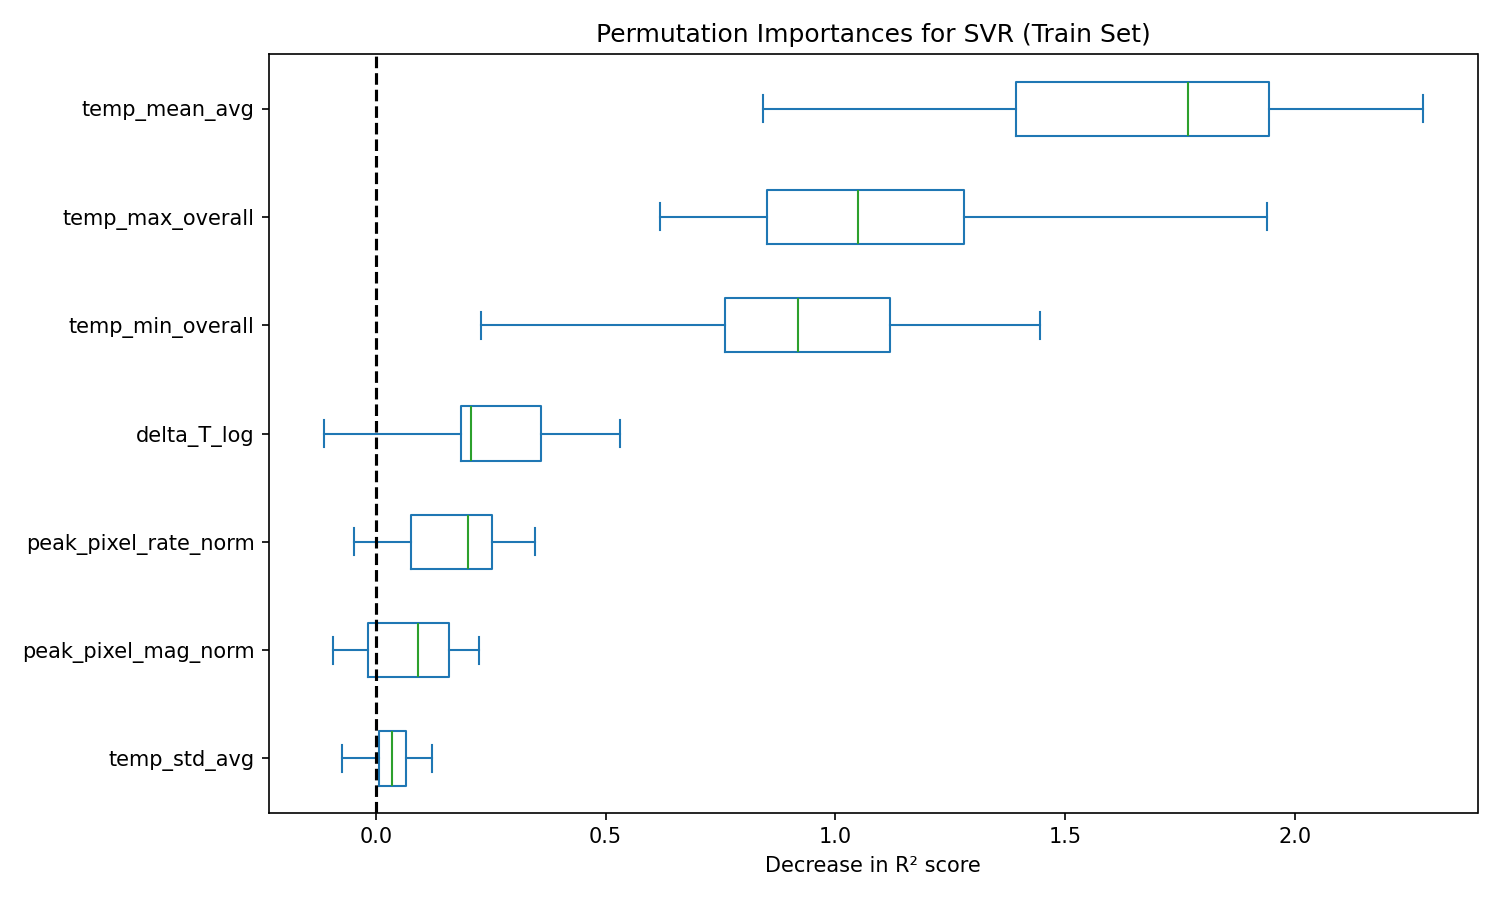 Permutation Importances for SVR (Train Set)
temp_mean_avg
temp_max_overall
temp_min_overall
delta_T_log
peak_pixel_rate_norm
peak_pixel_mag_norm
temp_std_avg
0.0 0.5 1.0 1.5 2.0
Decrease in R² score